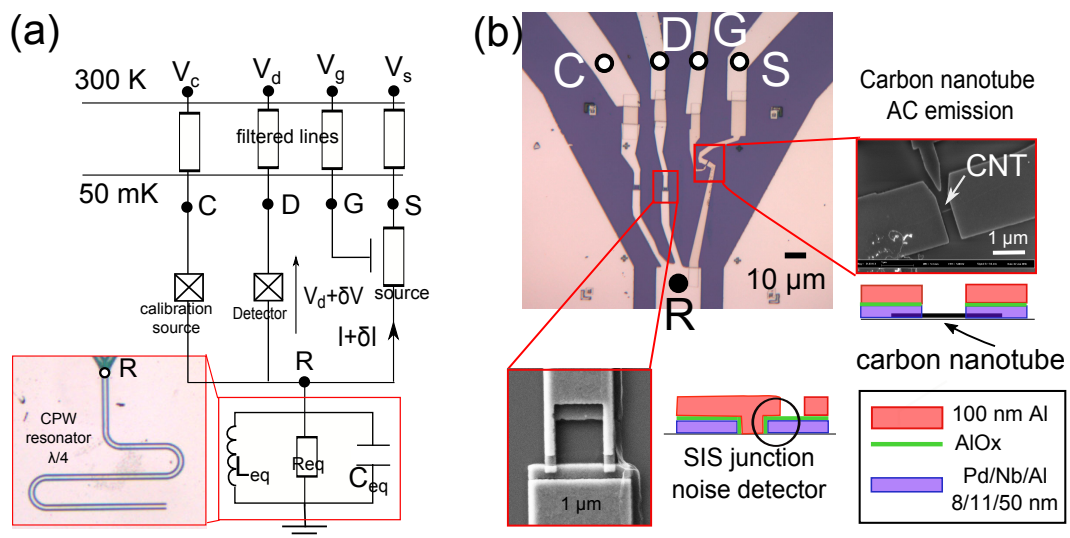 (a)
V_c V_d V_g V_s
300 K
filtered lines
50 mK
C D G S
calibration
source
Detector
V_d+δV
source
I+δI
R
R
CPW
resonator
λ/4
L_eq
R_eq
C_eq
(b)
C D G S
10 µm
R
Carbon nanotube
AC emission
CNT
1 µm
carbon nanotube
1 µm
SIS junction
noise detector
100 nm Al
AlOx
Pd/Nb/Al
8/11/50 nm